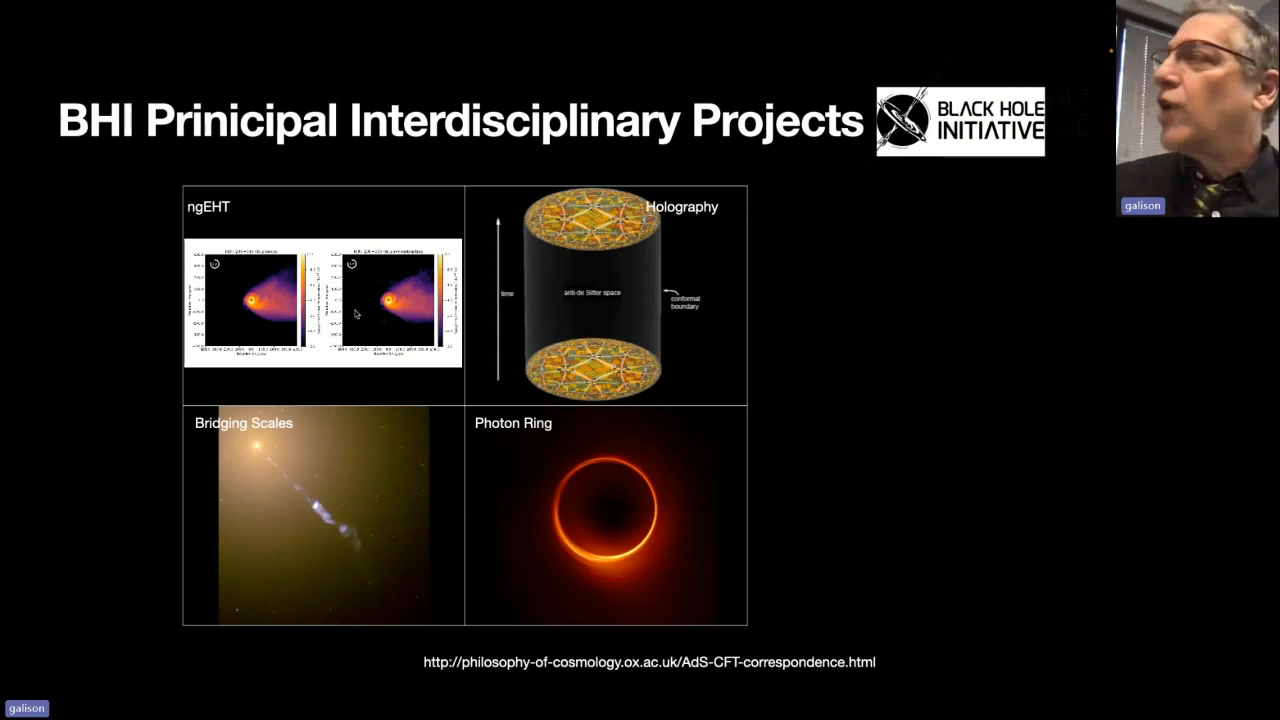 BHI Prinicipal Interdisciplinary Projects
BLACK HOLE
INITIATIVE
galison
ngEHT
Holography
time
anti-de Sitter space
conformal
boundary
Bridging Scales
Photon Ring
http://philosophy-of-cosmology.ox.ac.uk/AdS-CFT-correspondence.html
galison